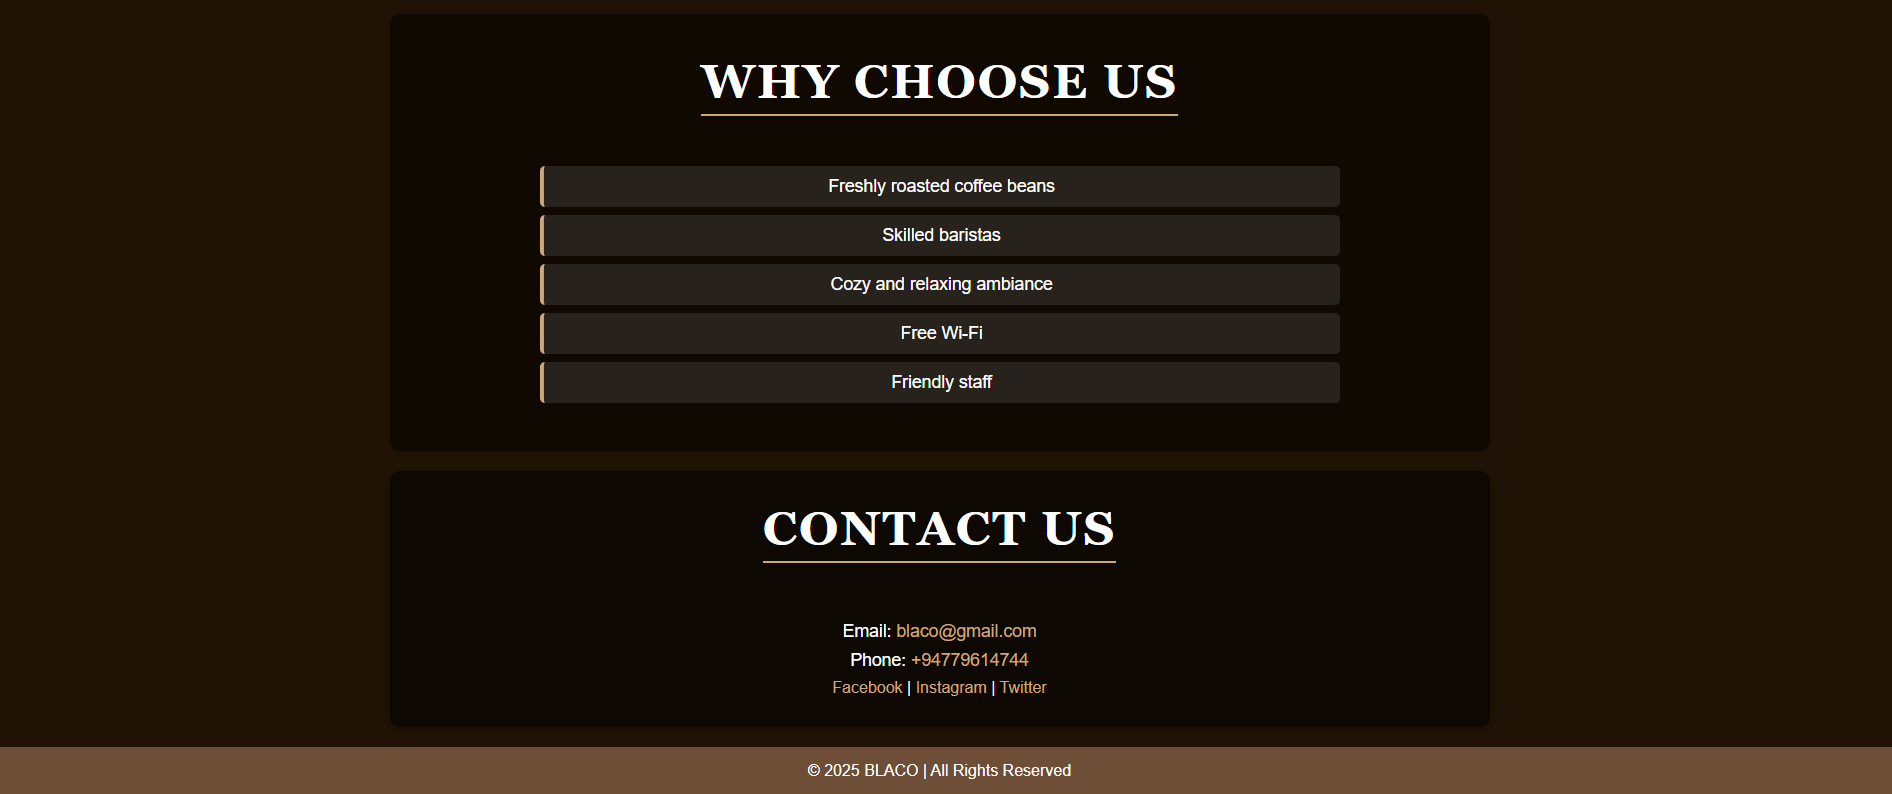 WHY CHOOSE US
Freshly roasted coffee beans
Skilled baristas
Cozy and relaxing ambiance
Free Wi-Fi
Friendly staff
CONTACT US
Email: blaco@gmail.com
Phone: +94779614744
Facebook | Instagram | Twitter
© 2025 BLACO | All Rights Reserved